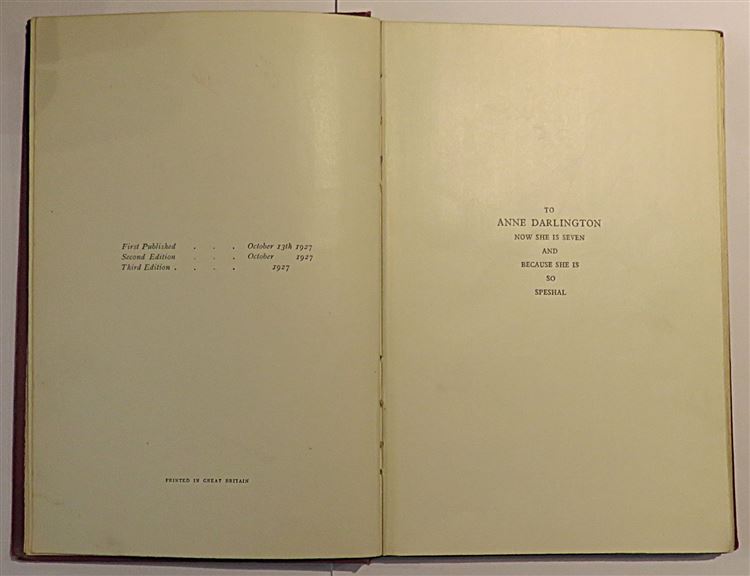 First Published . . . October 13th 1927
Second Edition . . . October 1927
Third Edition . . . . 1927
PRINTED IN GREAT BRITAIN
TO
ANNE DARLINGTON
NOW SHE IS SEVEN
AND
BECAUSE SHE IS
SO
SPESHAL